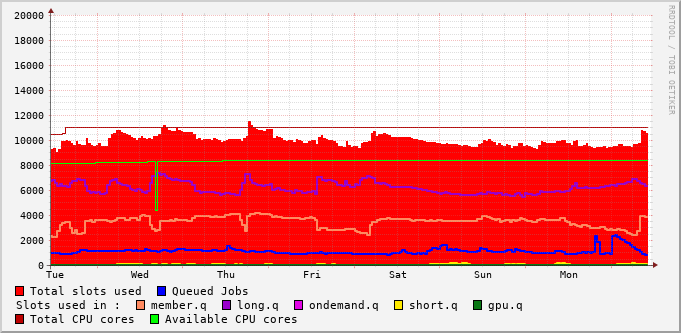 20000
18000
16000
14000
12000
10000
8000
6000
4000
2000
0
Tue Wed Thu Fri Sat Sun Mon
RRDTOOL / TOBI OETIKER
Total slots used Queued Jobs
Slots used in : member.q long.q ondemand.q short.q gpu.q
Total CPU cores Available CPU cores